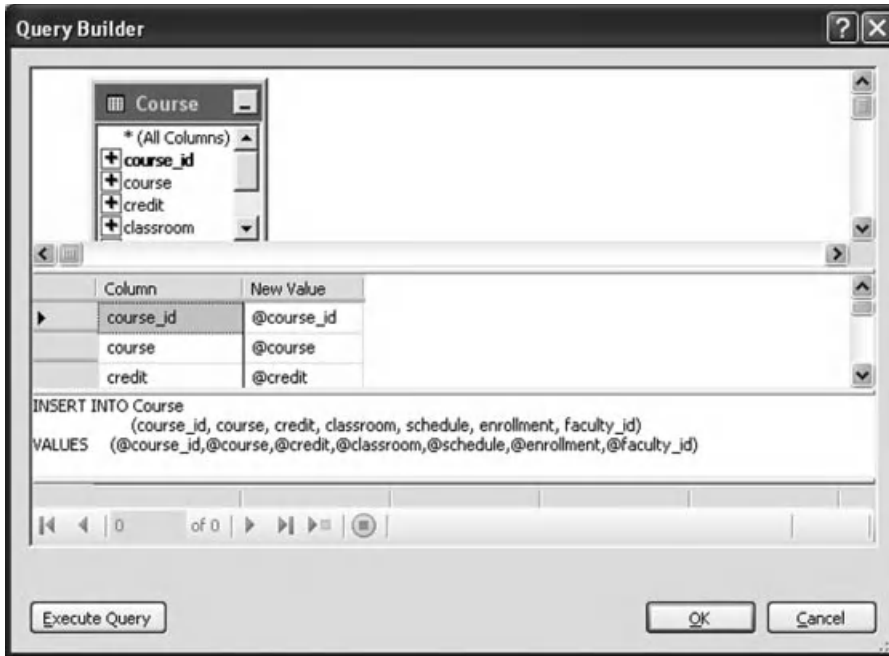 Query Builder
Course
* (All Columns)
course_id
course
credit
classroom
Column New Value
course_id @course_id
course @course
credit @credit
INSERT INTO Course
(course_id, course, credit, classroom, schedule, enrollment, faculty_id)
VALUES (@course_id,@course,@credit,@classroom,@schedule,@enrollment,@faculty_id)
0 of 0
Execute Query OK Cancel